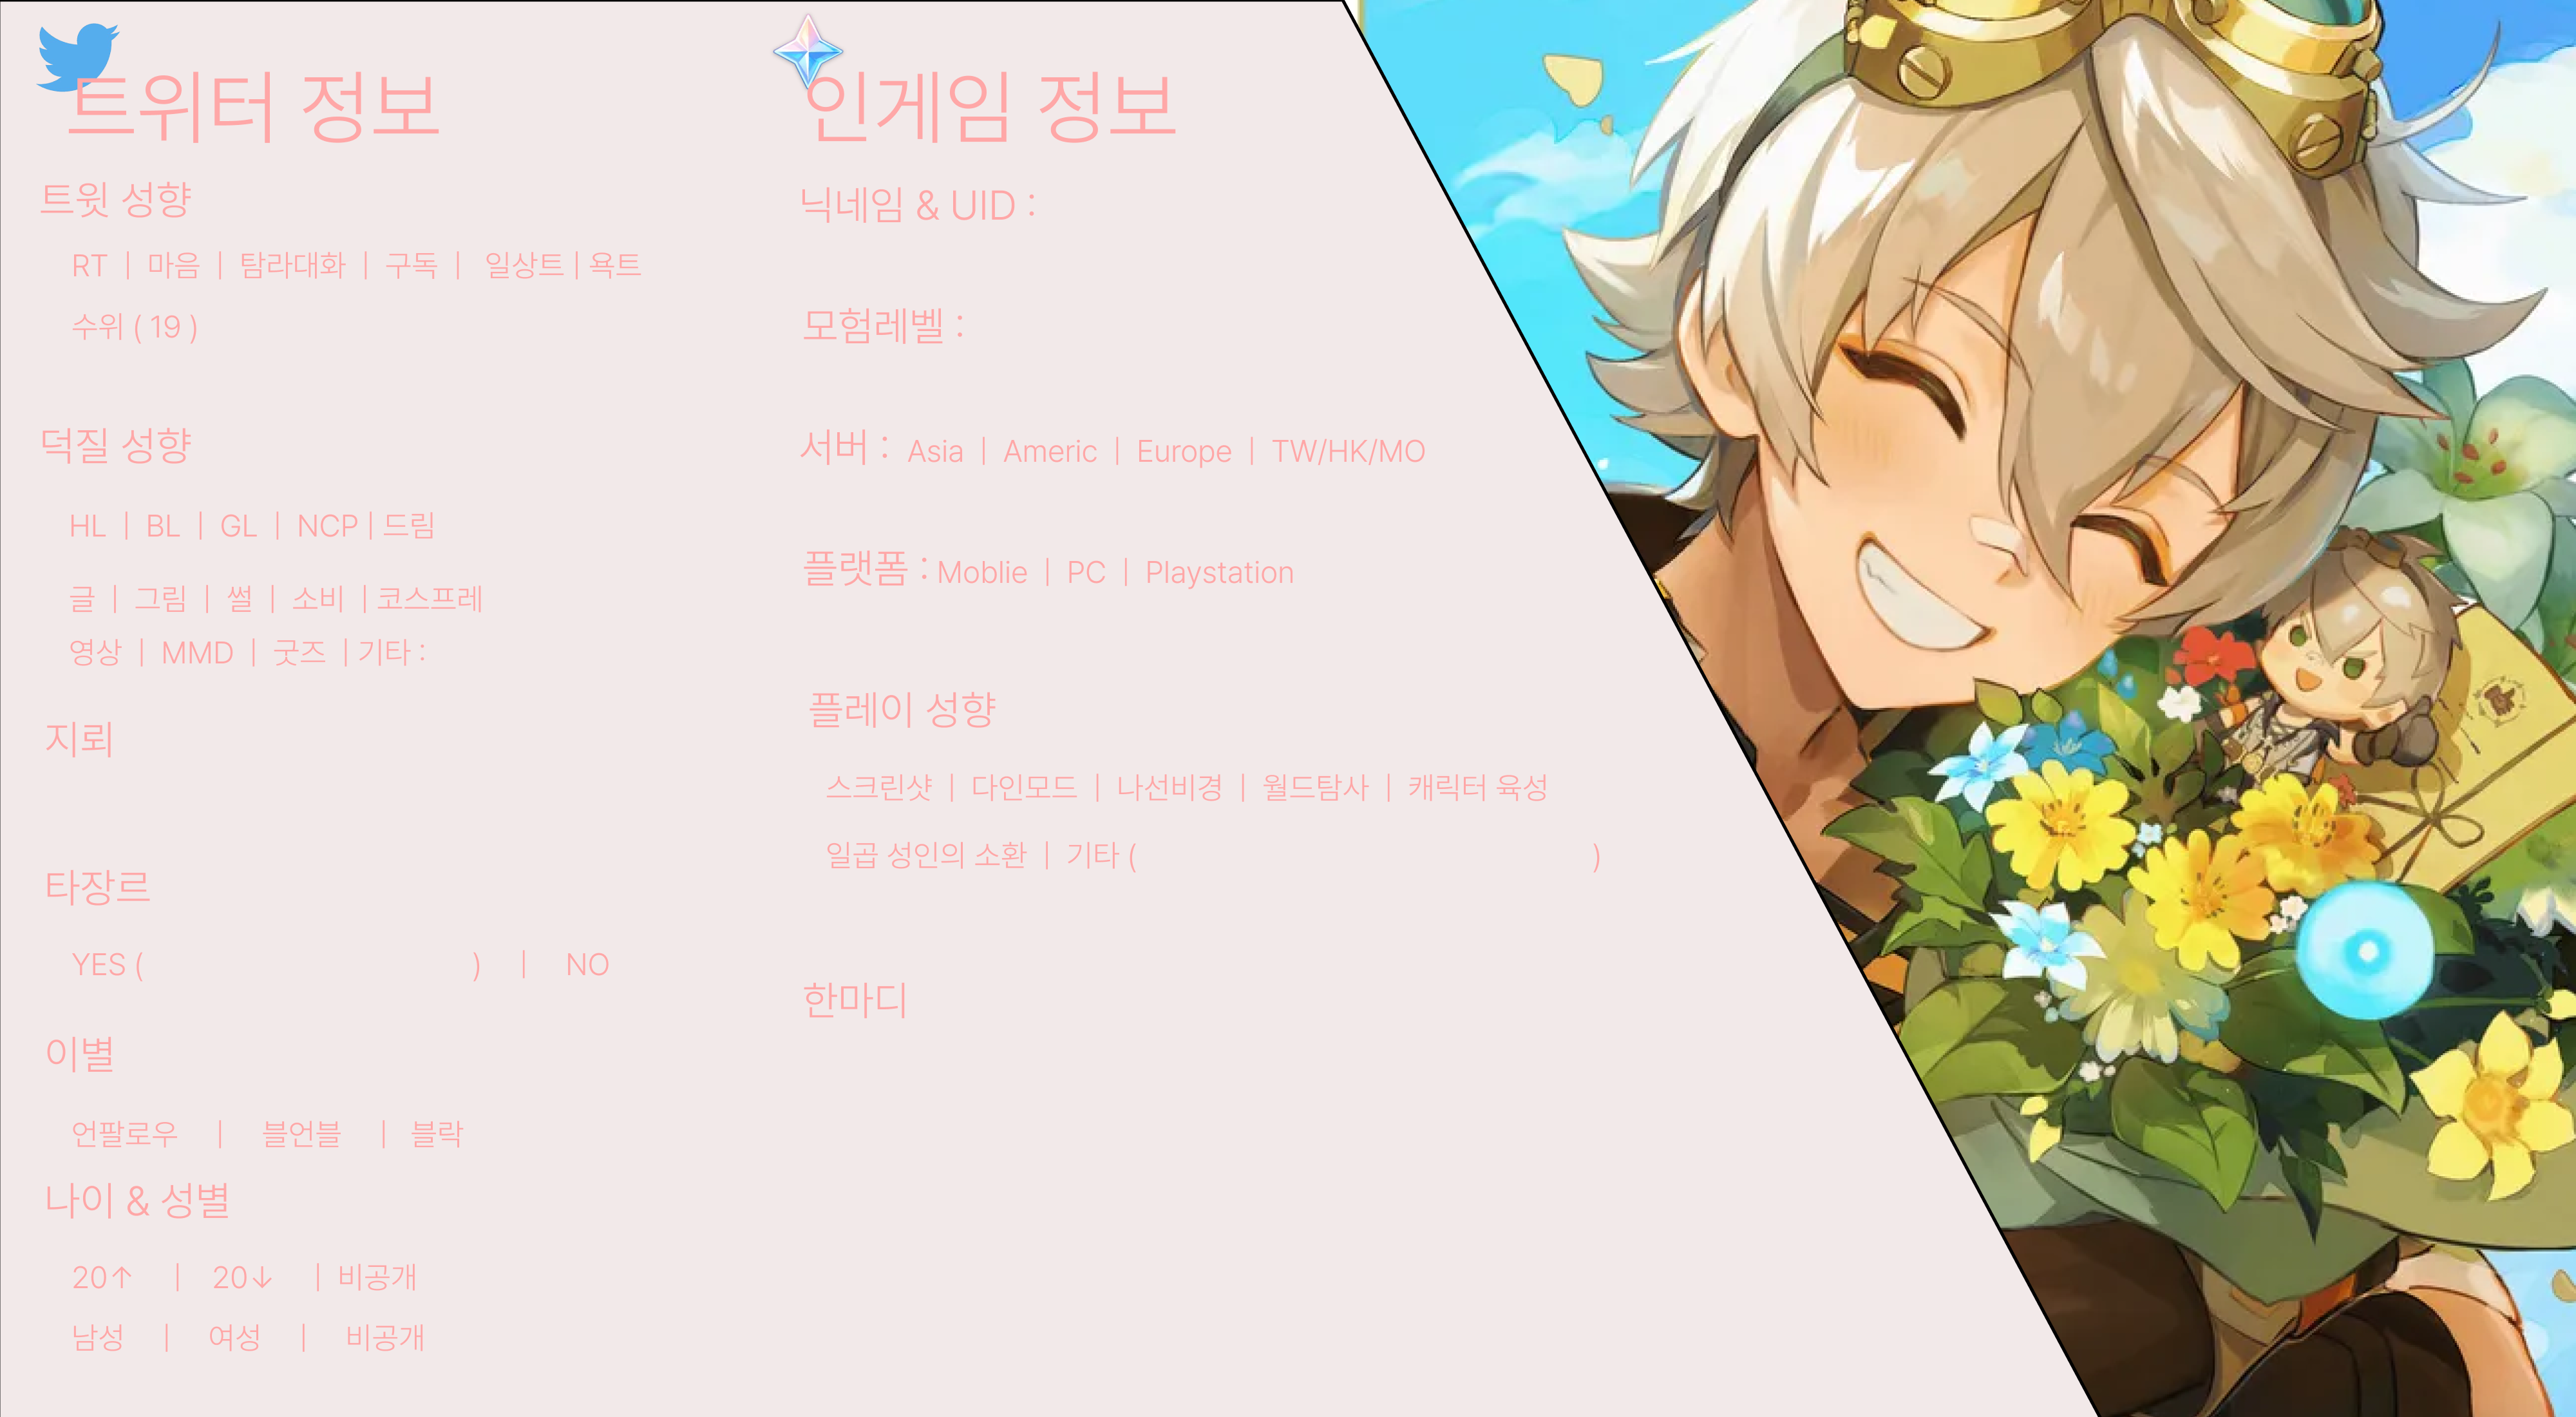 트위터 정보
트윗 성향
RT | 마음 | 탐라대화 | 구독 | 일상트 | 욕트
수위 ( 19 )
덕질 성향
HL | BL | GL | NCP | 드림
글 | 그림 | 썰 | 소비 | 코스프레
영상 | MMD | 굿즈 | 기타 :
지뢰
타장르
YES ( ) | NO
이별
언팔로우 | 블언블 | 블락
나이 & 성별
20↑ | 20↓ | 비공개
남성 | 여성 | 비공개
인게임 정보
닉네임 & UID :
모험레벨 :
서버 : Asia | Americ | Europe | TW/HK/MO
플랫폼 : Moblie | PC | Playstation
플레이 성향
스크린샷 | 다인모드 | 나선비경 | 월드탐사 | 캐릭터 육성
일곱 성인의 소환 | 기타 ( )
한마디